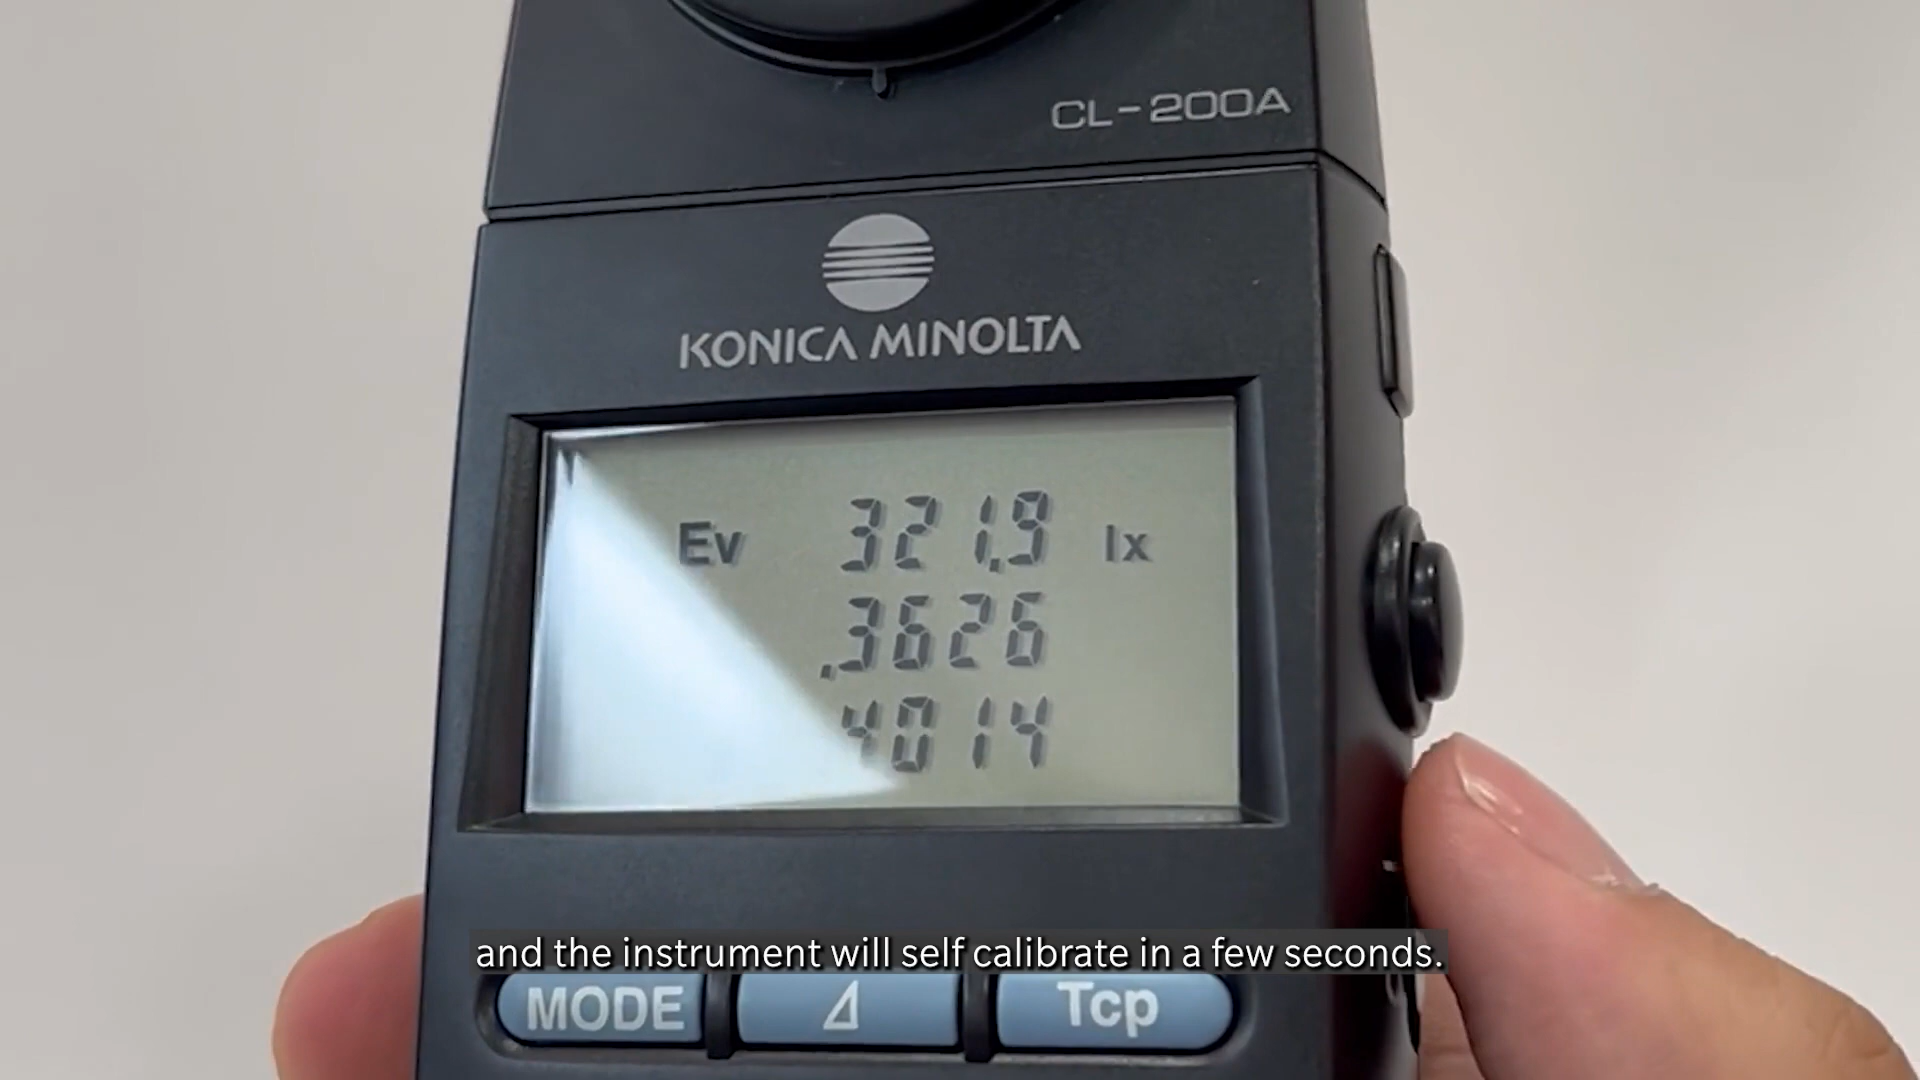 CL-200A
KONICA MINOLTA
Ev 321.9 lx
.3626
.4014
and the instrument will self calibrate in a few seconds.
MODE ⊿ Tcp